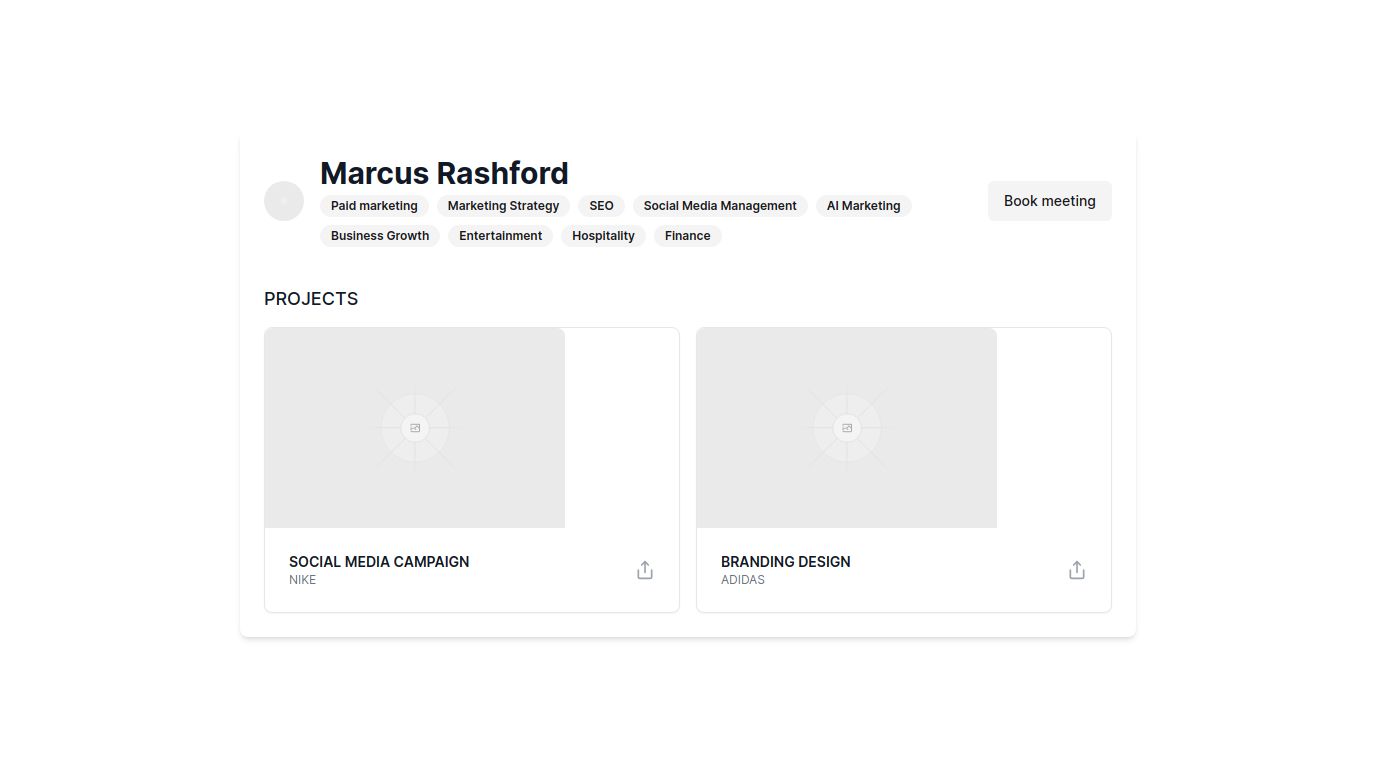 Marcus Rashford
Paid marketing Marketing Strategy SEO Social Media Management AI Marketing
Business Growth Entertainment Hospitality Finance
Book meeting
PROJECTS
SOCIAL MEDIA CAMPAIGN
NIKE
BRANDING DESIGN
ADIDAS